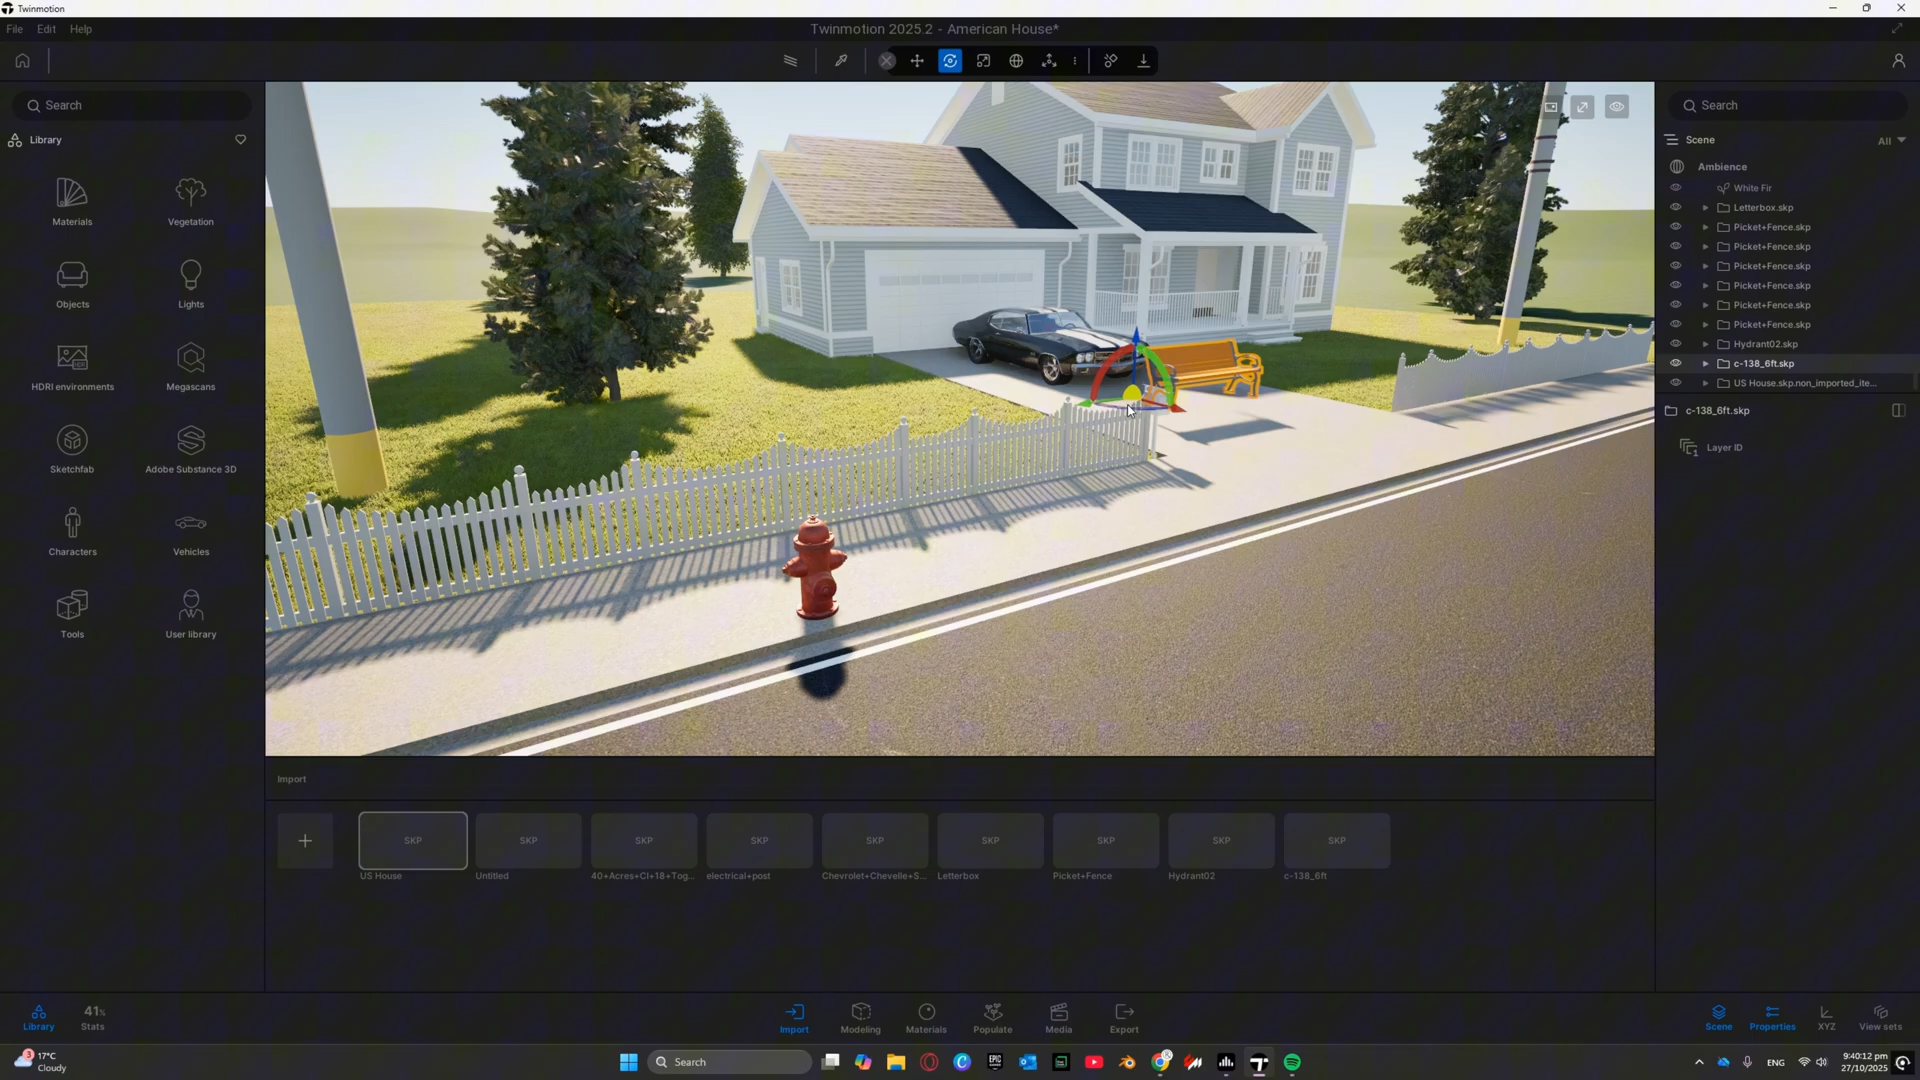 Twinmotion
File Edit Help
Twinmotion 2025.2 - American House*
Search
Library
Materials
Vegetation
Objects
Lights
HDRI environments
Megascans
Sketchfab
Adobe Substance 3D
Characters
Vehicles
Tools
User library
Search
Scene
All
Ambience
White Fir
Letterbox.skp
Picket+Fence.skp
Picket+Fence.skp
Picket+Fence.skp
Picket+Fence.skp
Picket+Fence.skp
Picket+Fence.skp
Hydrant02.skp
c-138_6ft.skp
US House.skp.non_imported_ite...
c-138_6ft.skp
Layer ID
Import
SKP
US House
SKP
Untitled
SKP
40+Acres+CI+18+Tog...
SKP
electrical+post
SKP
Chevrolet+Chevelle+S...
SKP
Letterbox
SKP
Picket+Fence
SKP
Hydrant02
SKP
c-138_6ft
Library
41%
Stats
Import
Modeling
Materials
Populate
Media
Export
Scene
Properties
XYZ
View sets
3
17°C
Cloudy
Search
ENG
9:40:12 pm
27/10/2025